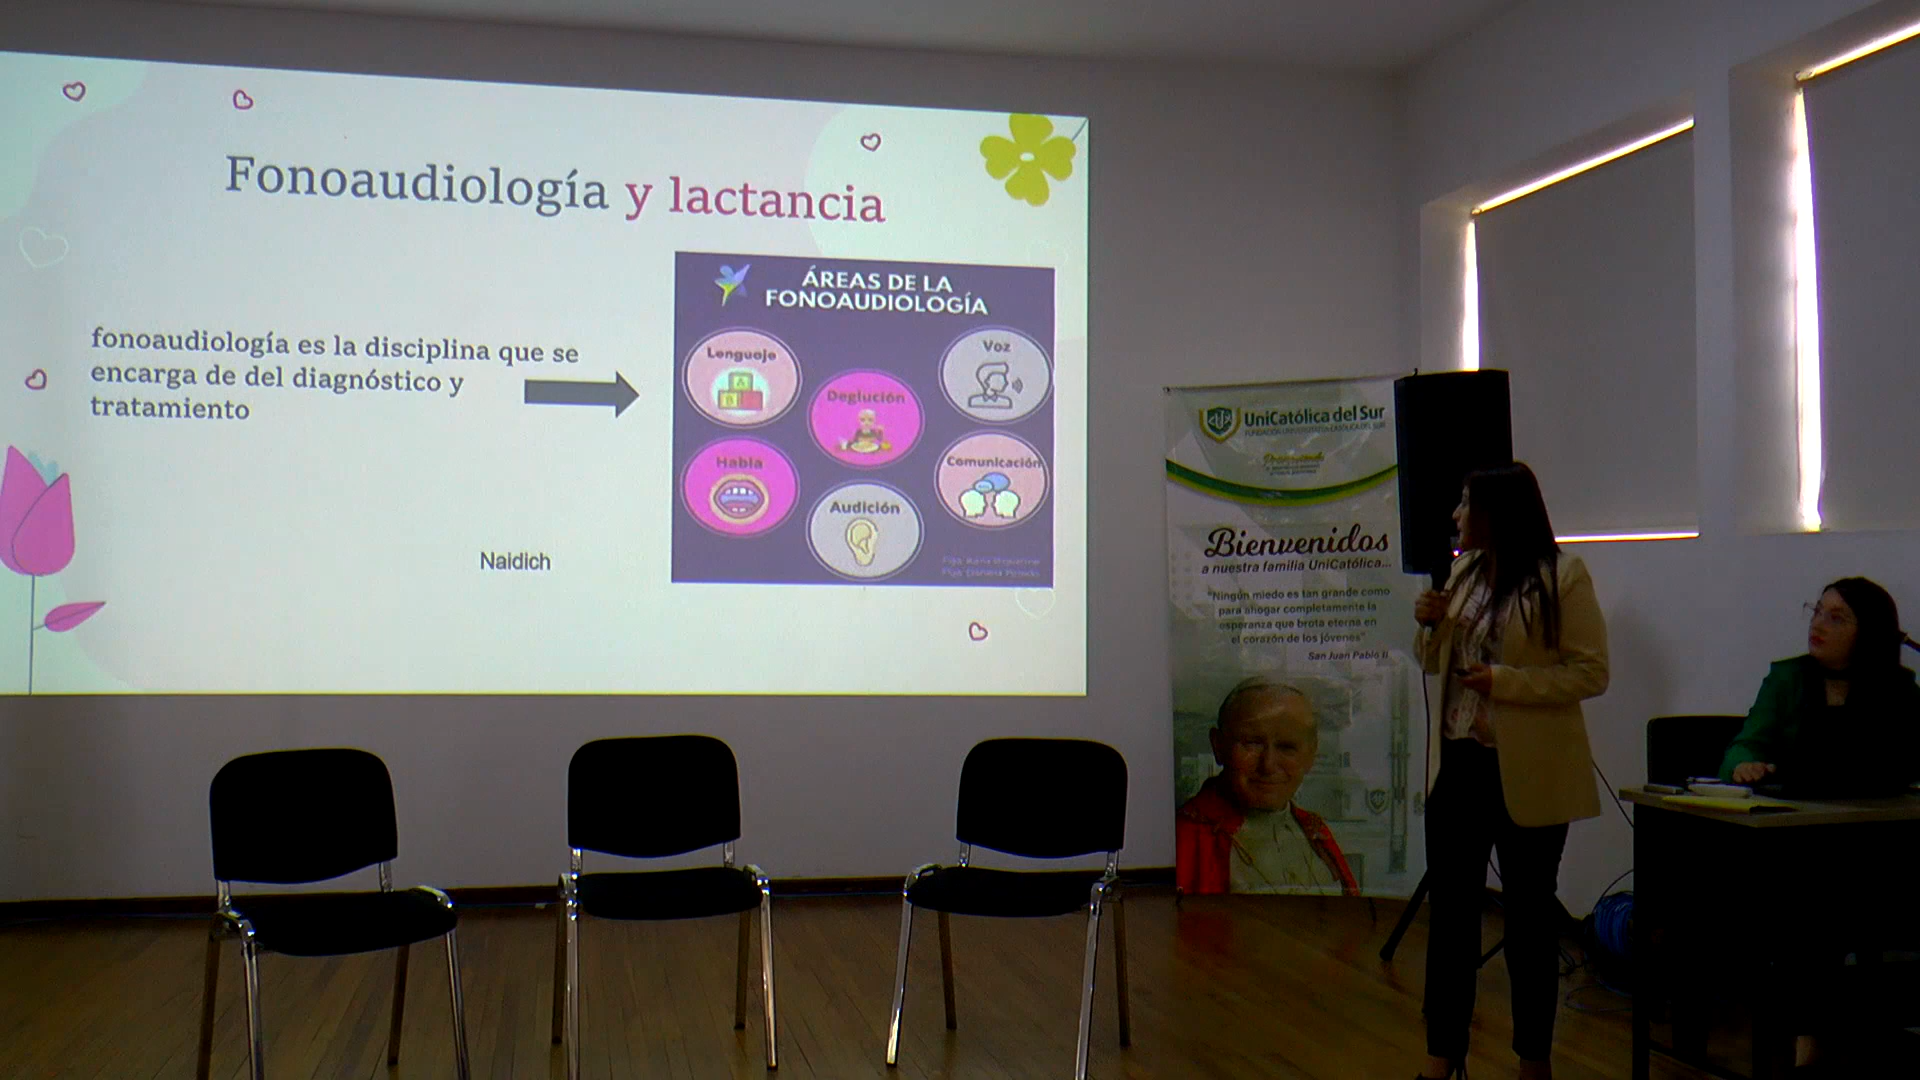 Fonoaudiología y lactancia
fonoaudiología es la disciplina que se
encarga de del diagnóstico y
tratamiento
Naidich
ÁREAS DE LA
FONOAUDIOLOGÍA
Lenguaje
Voz
Deglución
Habla
Comunicación
Audición
UniCatólica del Sur
Bienvenidos
a nuestra familia UniCatólica...
"Ningún miedo es tan grande como
para ahogar completamente la
esperanza que brota eterna en
el corazón de los jóvenes"
San Juan Pablo II